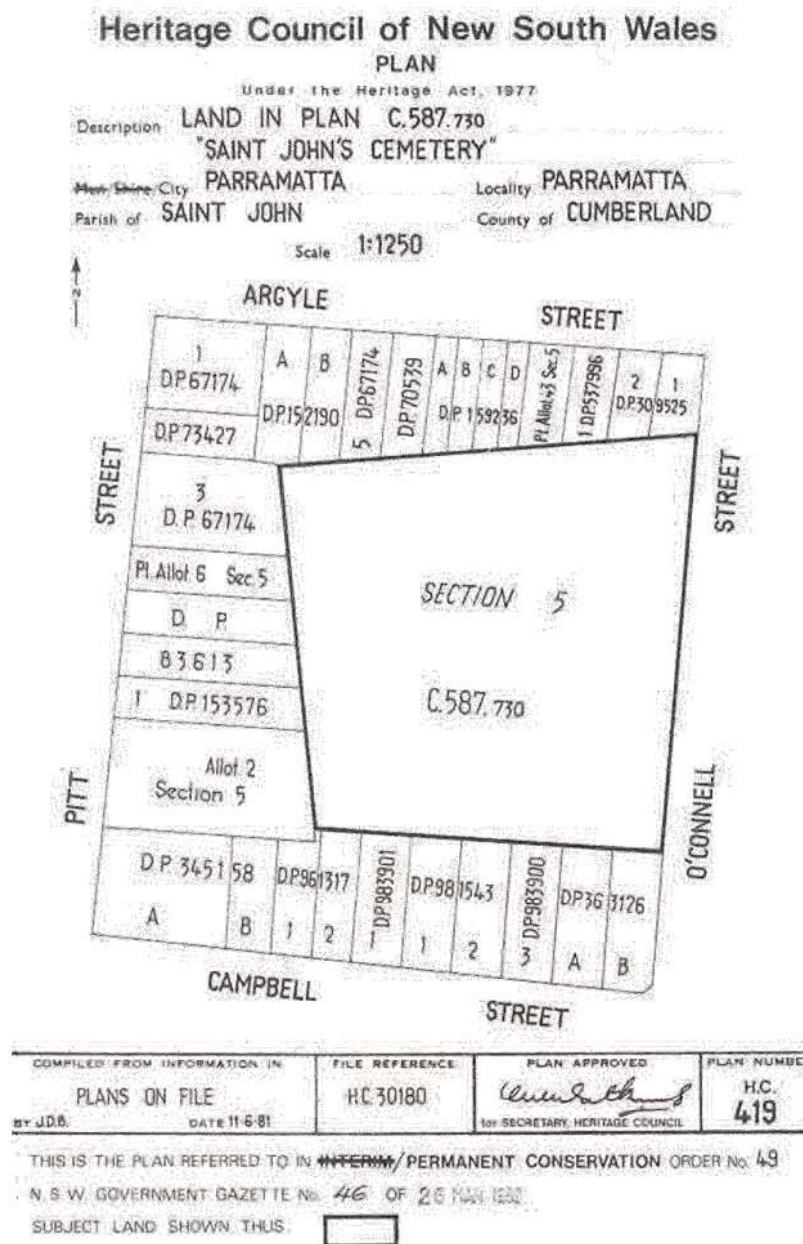 Heritage Council of New South Wales
PLAN
Under the Heritage Act, 1977
Description LAND IN PLAN C.587.730
"SAINT JOHN'S CEMETERY"
Mun/Shire/City PARRAMATTA Locality PARRAMATTA
Parish of SAINT JOHN County of CUMBERLAND
Scale 1:1250
N
ARGYLE STREET
1 D.P.67174
A B D.P.152190
5 D.P.67174
D.P.70539
A B C D D.P.159236
Pt. Allot. 43 Sec. 5
1 D.P.537996
2 1 D.P.309525
D.P.73427
STREET
STREET
3
D.P. 67174
Pt. Allot. 6 Sec. 5
D. P.
83613
1 D.P.153576
Allot. 2
Section 5
SECTION 5
C.587.730
PITT
O'CONNELL
D.P. 345158
A B
D.P.961317
1 2
1 D.P.983901
D.P.981543
1 2
3 D.P.983900
D.P.363126
A B
CAMPBELL STREET
COMPILED FROM INFORMATION IN FILE REFERENCE PLAN APPROVED PLAN NUMBE
PLANS ON FILE H.C. 30180 H.C.
419
BY J.D.B. DATE 11-6-81 for SECRETARY, HERITAGE COUNCIL
THIS IS THE PLAN REFERRED TO IN INTERIM/PERMANENT CONSERVATION ORDER No. 49
N.S.W. GOVERNMENT GAZETTE No. 46 OF 26 MAR
SUBJECT LAND SHOWN THUS.